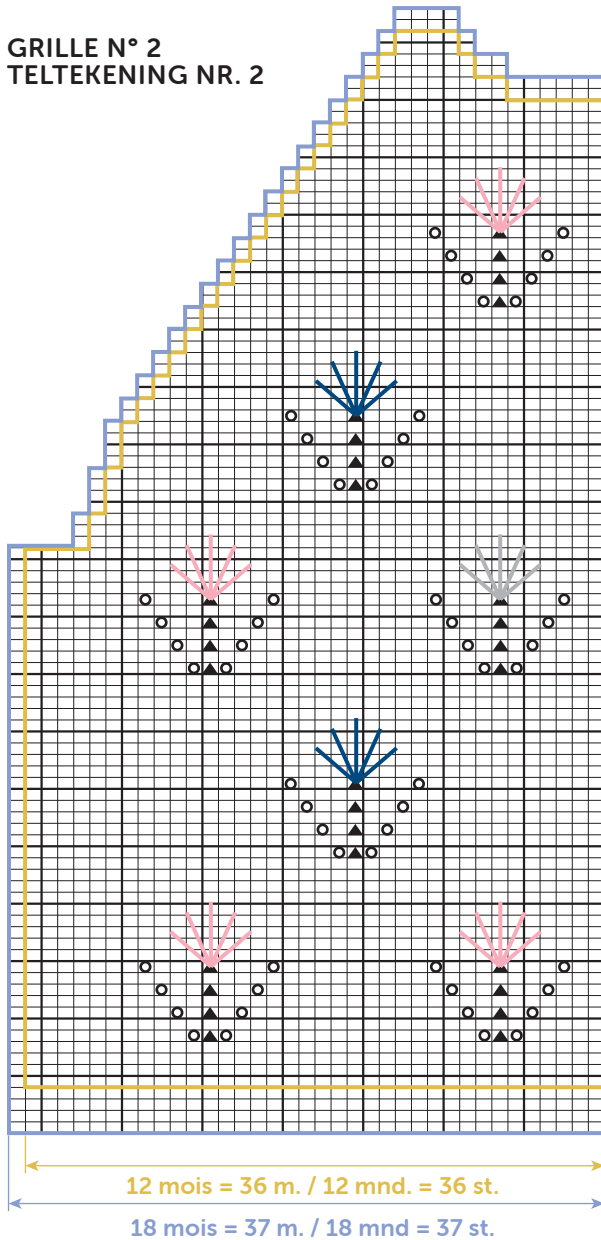 GRILLE N° 2
TELTEKENING NR. 2
12 mois = 36 m. / 12 mnd. = 36 st.
18 mois = 37 m. / 18 mnd = 37 st.